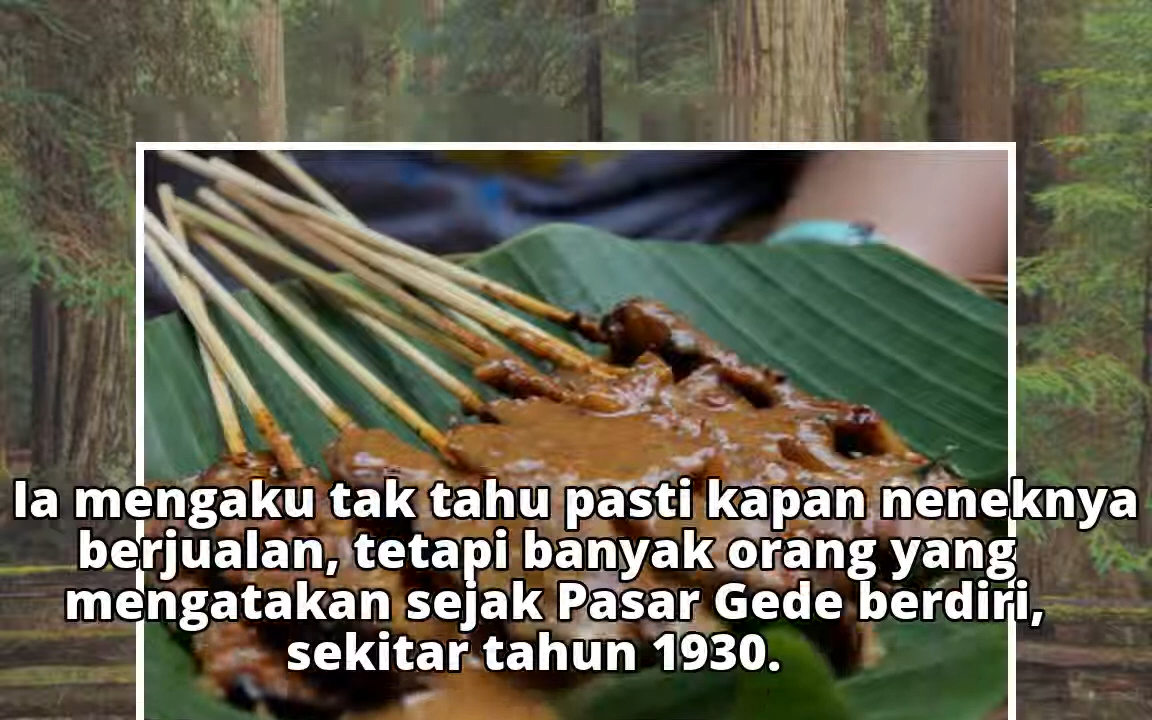 Ia mengaku tak tahu pasti kapan neneknya
berjualan, tetapi banyak orang yang
mengatakan sejak Pasar Gede berdiri,
sekitar tahun 1930.